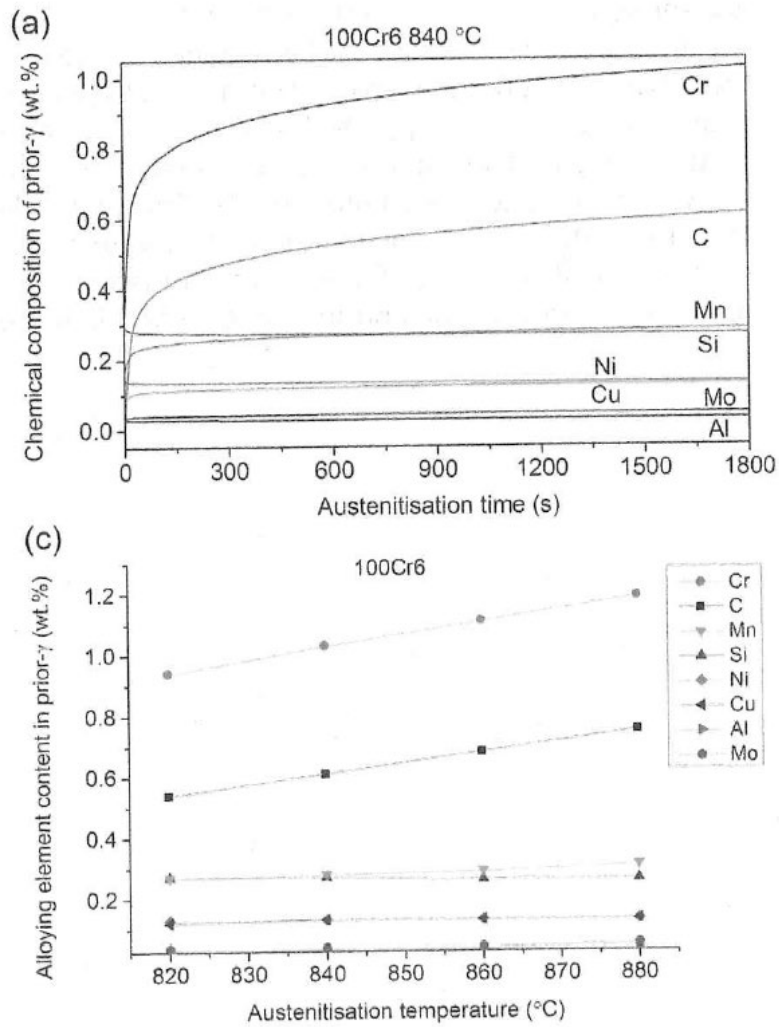 (a)
100Cr6 840 °C
Chemical composition of prior-γ (wt.%)
1.0
0.8
0.6
0.4
0.2
0.0
Cr
C
Mn
Si
Ni
Cu
Mo
Al
0 300 600 900 1200 1500 1800
Austenitisation time (s)
(c)
100Cr6
Alloying element content in prior-γ (wt.%)
1.2
1.0
0.8
0.6
0.4
0.2
Cr
C
Mn
Si
Ni
Cu
Al
Mo
820 830 840 850 860 870 880
Austenitisation temperature (°C)